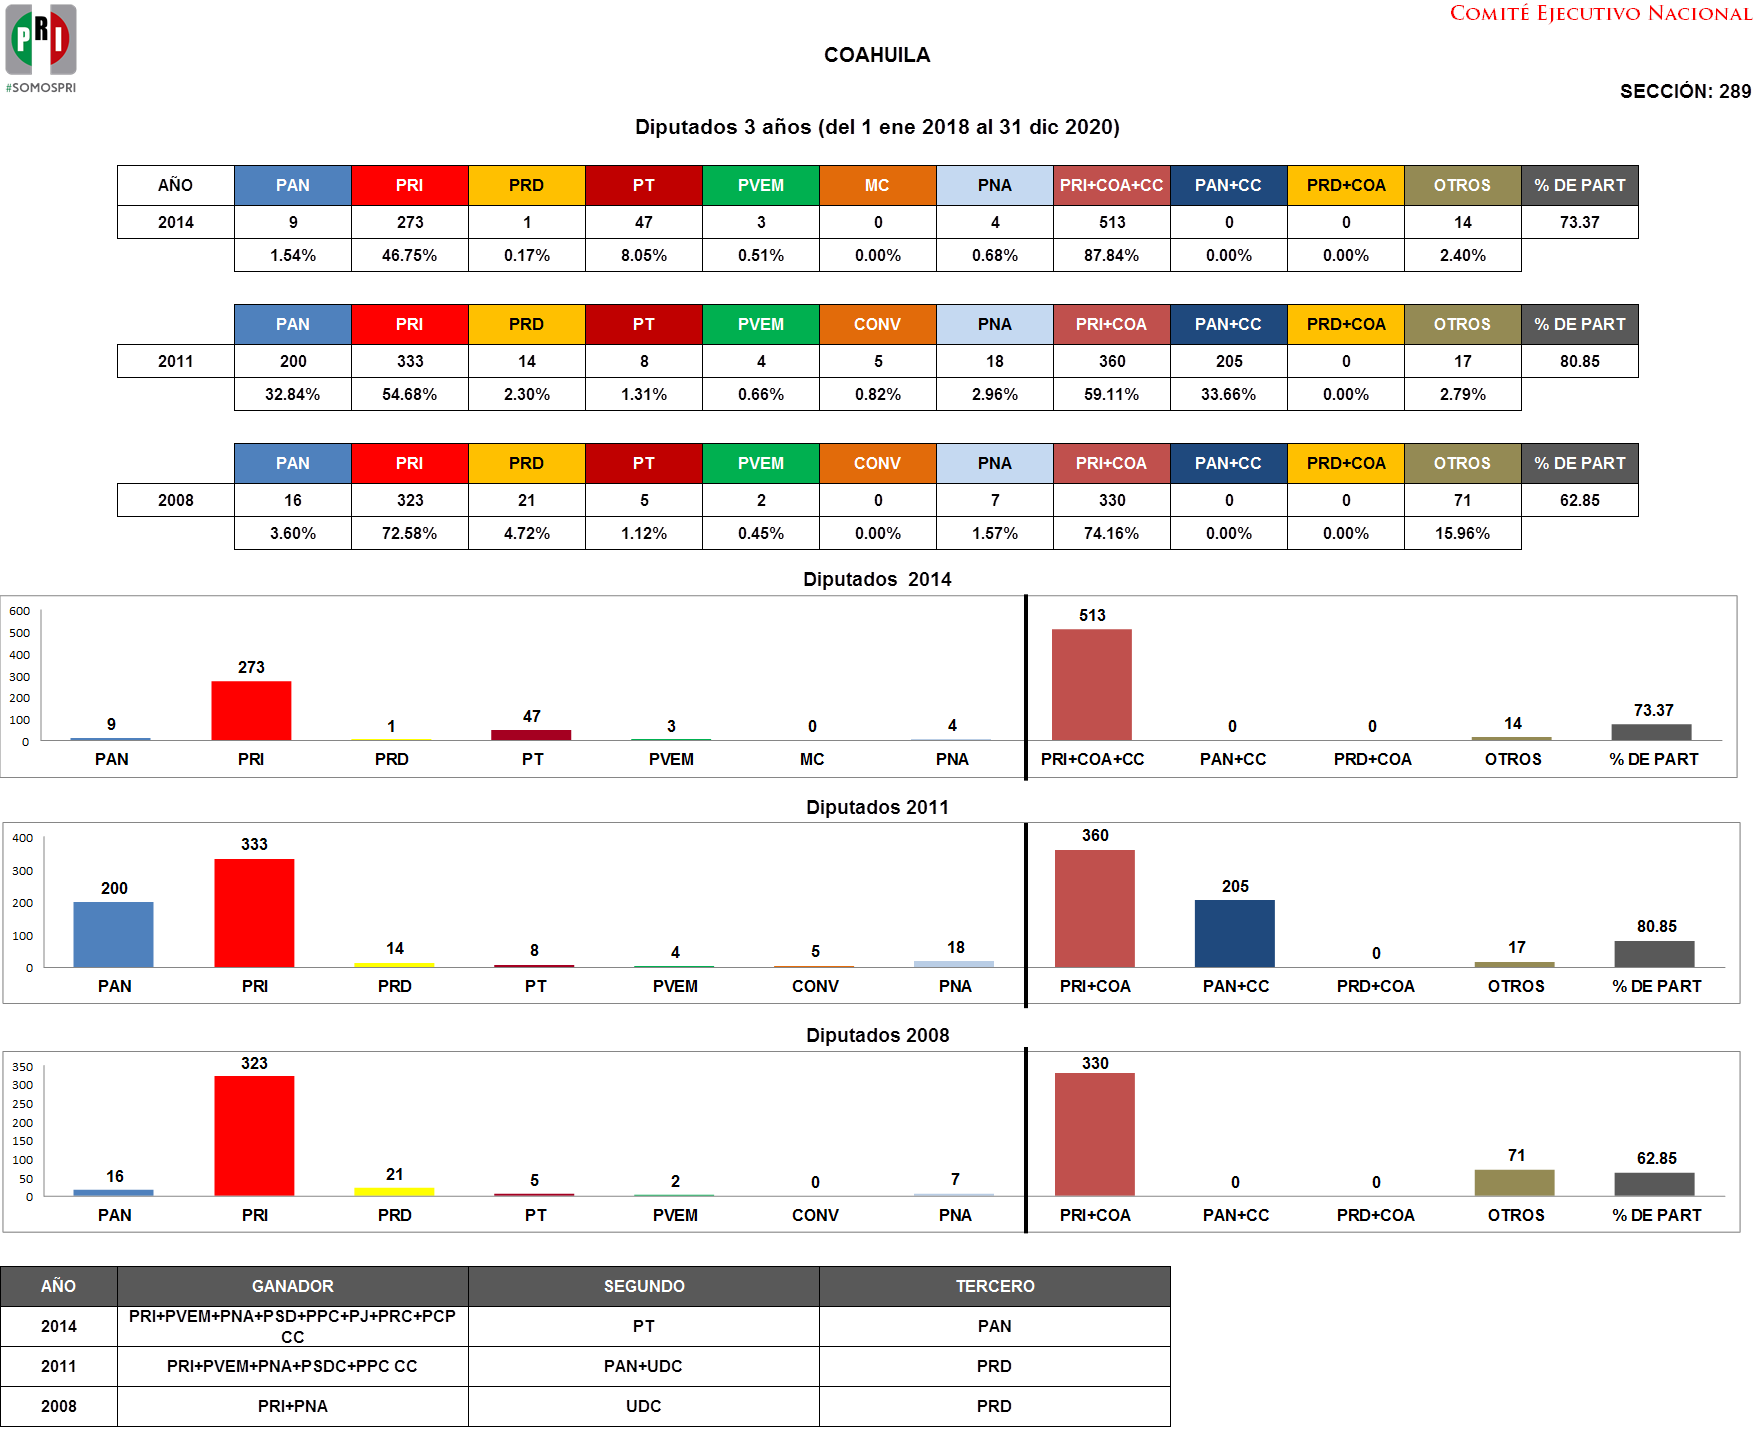 PRI
#SOMOSPRI
COMITÉ EJECUTIVO NACIONAL
COAHUILA
SECCIÓN: 289
Diputados 3 años (del 1 ene 2018 al 31 dic 2020)
AÑO PAN PRI PRD PT PVEM MC PNA PRI+COA+CC PAN+CC PRD+COA OTROS % DE PART
2014 9 273 1 47 3 0 4 513 0 0 14 73.37
1.54% 46.75% 0.17% 8.05% 0.51% 0.00% 0.68% 87.84% 0.00% 0.00% 2.40%
PAN PRI PRD PT PVEM CONV PNA PRI+COA PAN+CC PRD+COA OTROS % DE PART
2011 200 333 14 8 4 5 18 360 205 0 17 80.85
32.84% 54.68% 2.30% 1.31% 0.66% 0.82% 2.96% 59.11% 33.66% 0.00% 2.79%
PAN PRI PRD PT PVEM CONV PNA PRI+COA PAN+CC PRD+COA OTROS % DE PART
2008 16 323 21 5 2 0 7 330 0 0 71 62.85
3.60% 72.58% 4.72% 1.12% 0.45% 0.00% 1.57% 74.16% 0.00% 0.00% 15.96%
Diputados  2014
600
500
400
300
200
100
0
9 273 1 47 3 0 4 513 0 0 14 73.37
PAN PRI PRD PT PVEM MC PNA PRI+COA+CC PAN+CC PRD+COA OTROS % DE PART
Diputados 2011
400
300
200
100
0
200 333 14 8 4 5 18 360 205 0 17 80.85
PAN PRI PRD PT PVEM CONV PNA PRI+COA PAN+CC PRD+COA OTROS % DE PART
Diputados 2008
350
300
250
200
150
100
50
0
16 323 21 5 2 0 7 330 0 0 71 62.85
PAN PRI PRD PT PVEM CONV PNA PRI+COA PAN+CC PRD+COA OTROS % DE PART
AÑO GANADOR SEGUNDO TERCERO
2014 PRI+PVEM+PNA+PSD+PPC+PJ+PRC+PCP CC PT PAN
2011 PRI+PVEM+PNA+PSDC+PPC CC PAN+UDC PRD
2008 PRI+PNA UDC PRD